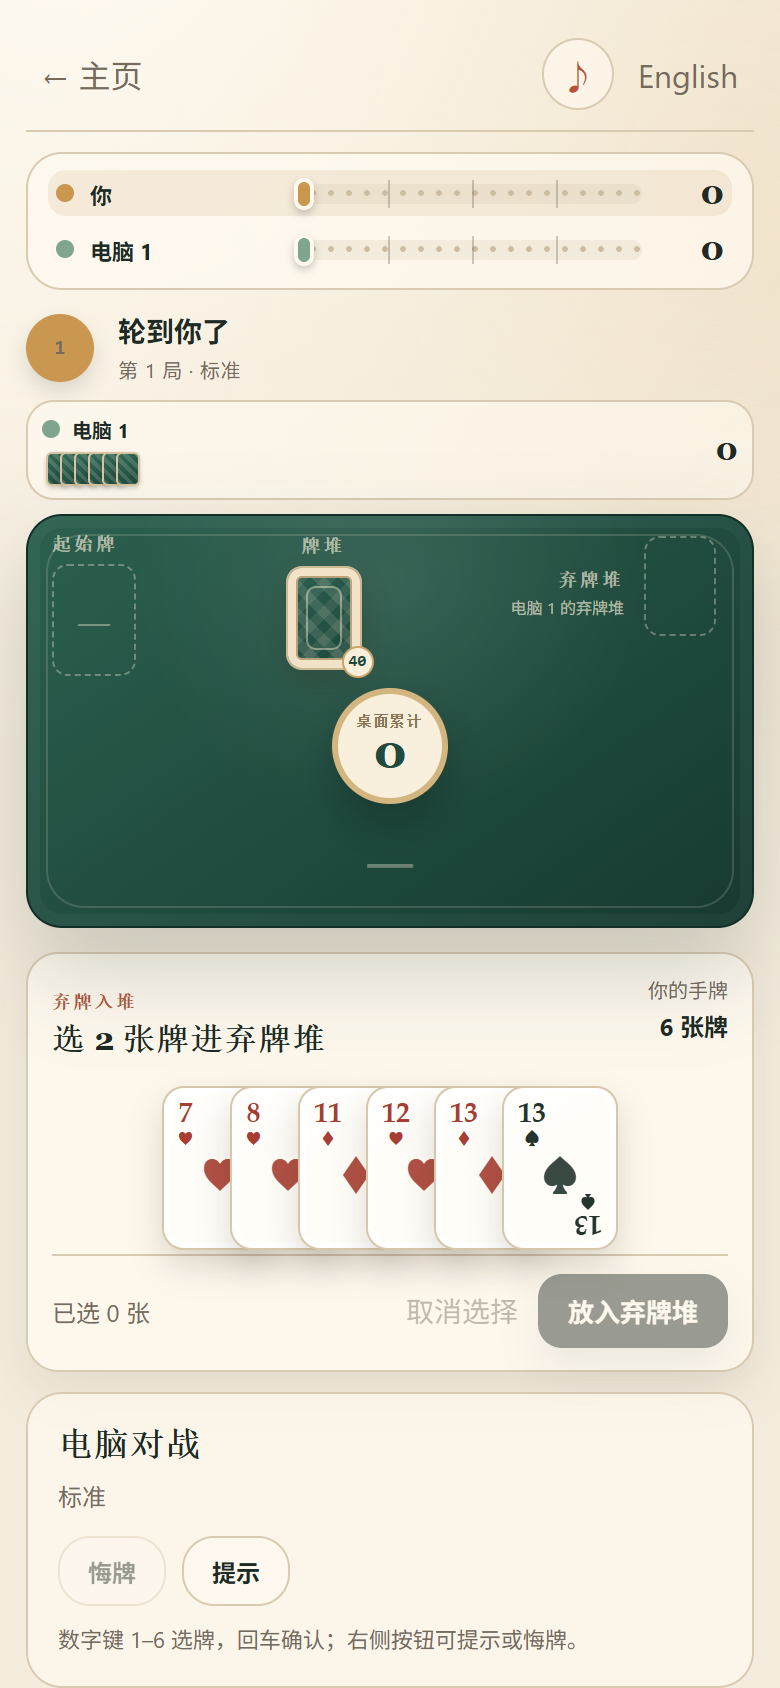 ← 主页
English
你
0
电脑 1
0
1
轮到你了
第 1 局 · 标准
电脑 1
0
起始牌
牌堆
40
弃牌堆
电脑 1 的弃牌堆
桌面累计
0
弃牌入堆
选 2 张牌进弃牌堆
你的手牌
6 张牌
7
8
11
12
13
13
13
已选 0 张
取消选择
放入弃牌堆
电脑对战
标准
悔牌
提示
数字键 1–6 选牌，回车确认；右侧按钮可提示或悔牌。